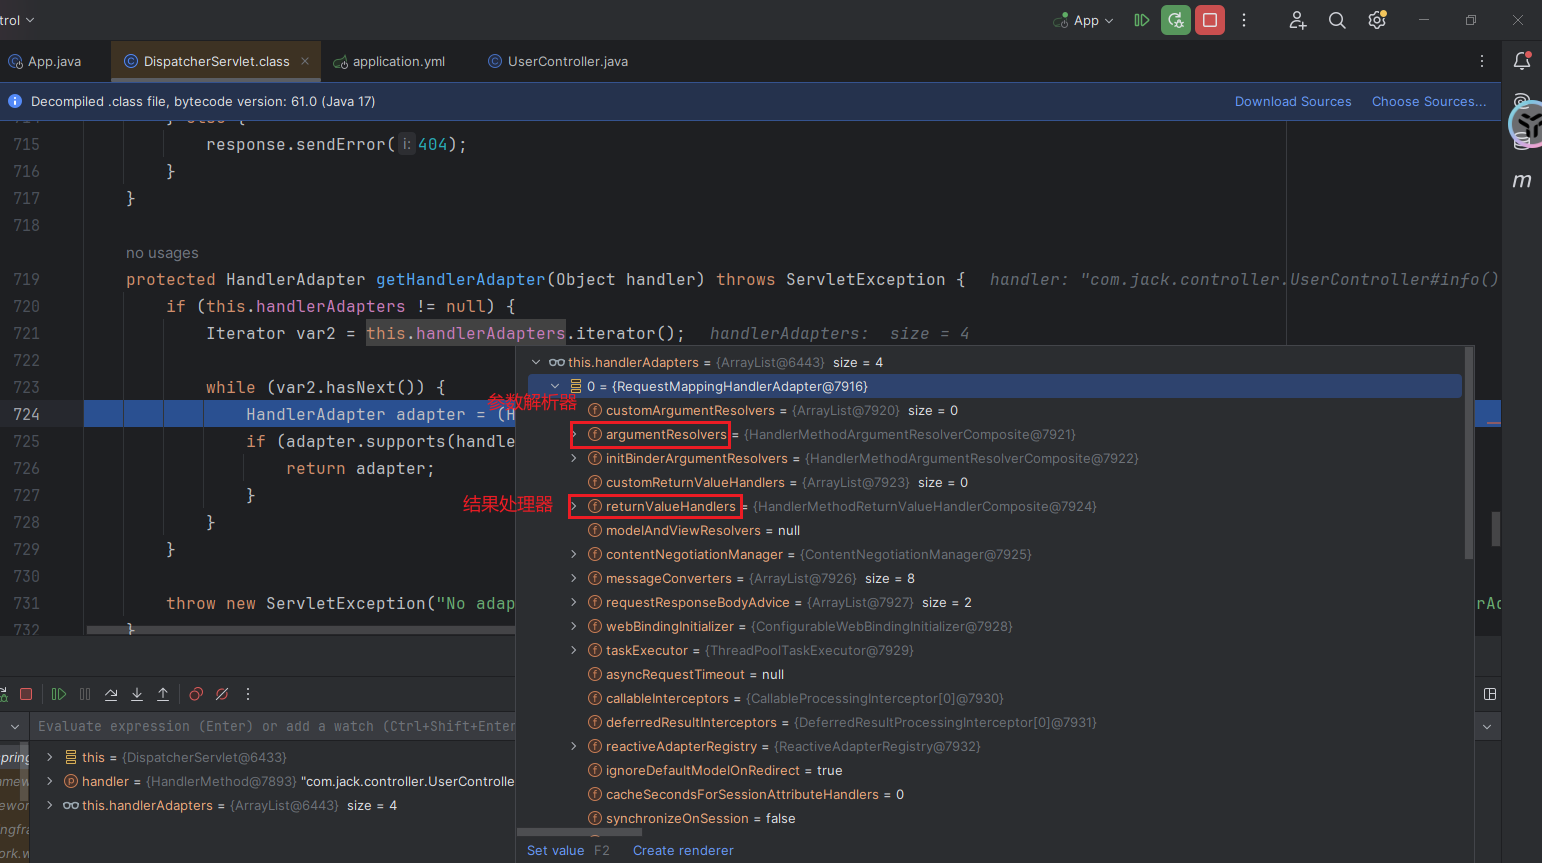 trol
App
App.java
DispatcherServlet.class
application.yml
UserController.java
Decompiled .class file, bytecode version: 61.0 (Java 17)
Download Sources
Choose Sources...
715 response.sendError( i: 404);
716 }
717 }
718
no usages
719 protected HandlerAdapter getHandlerAdapter(Object handler) throws ServletException { handler: "com.jack.controller.UserController#info()
720 if (this.handlerAdapters != null) {
721 Iterator var2 = this.handlerAdapters.iterator(); handlerAdapters: size = 4
722
723 while (var2.hasNext()) {
724 HandlerAdapter adapter = (H
725 if (adapter.supports(handle
726 return adapter;
727 }
728 }
729 }
730
731 throw new ServletException("No adap
732 }
this.handlerAdapters = {ArrayList@6443} size = 4
0 = {RequestMappingHandlerAdapter@7916}
参数解析器
customArgumentResolvers = {ArrayList@7920} size = 0
argumentResolvers = {HandlerMethodArgumentResolverComposite@7921}
initBinderArgumentResolvers = {HandlerMethodArgumentResolverComposite@7922}
customReturnValueHandlers = {ArrayList@7923} size = 0
结果处理器
returnValueHandlers = {HandlerMethodReturnValueHandlerComposite@7924}
modelAndViewResolvers = null
contentNegotiationManager = {ContentNegotiationManager@7925}
messageConverters = {ArrayList@7926} size = 8
requestResponseBodyAdvice = {ArrayList@7927} size = 2
webBindingInitializer = {ConfigurableWebBindingInitializer@7928}
taskExecutor = {ThreadPoolTaskExecutor@7929}
asyncRequestTimeout = null
callableInterceptors = {CallableProcessingInterceptor[0]@7930}
deferredResultInterceptors = {DeferredResultProcessingInterceptor[0]@7931}
reactiveAdapterRegistry = {ReactiveAdapterRegistry@7932}
ignoreDefaultModelOnRedirect = true
cacheSecondsForSessionAttributeHandlers = 0
synchronizeOnSession = false
Set value F2
Create renderer
rAd
m
Evaluate expression (Enter) or add a watch (Ctrl+Shift+Enter
this = {DispatcherServlet@6433}
handler = {HandlerMethod@7893} "com.jack.controller.UserControlle
this.handlerAdapters = {ArrayList@6443} size = 4